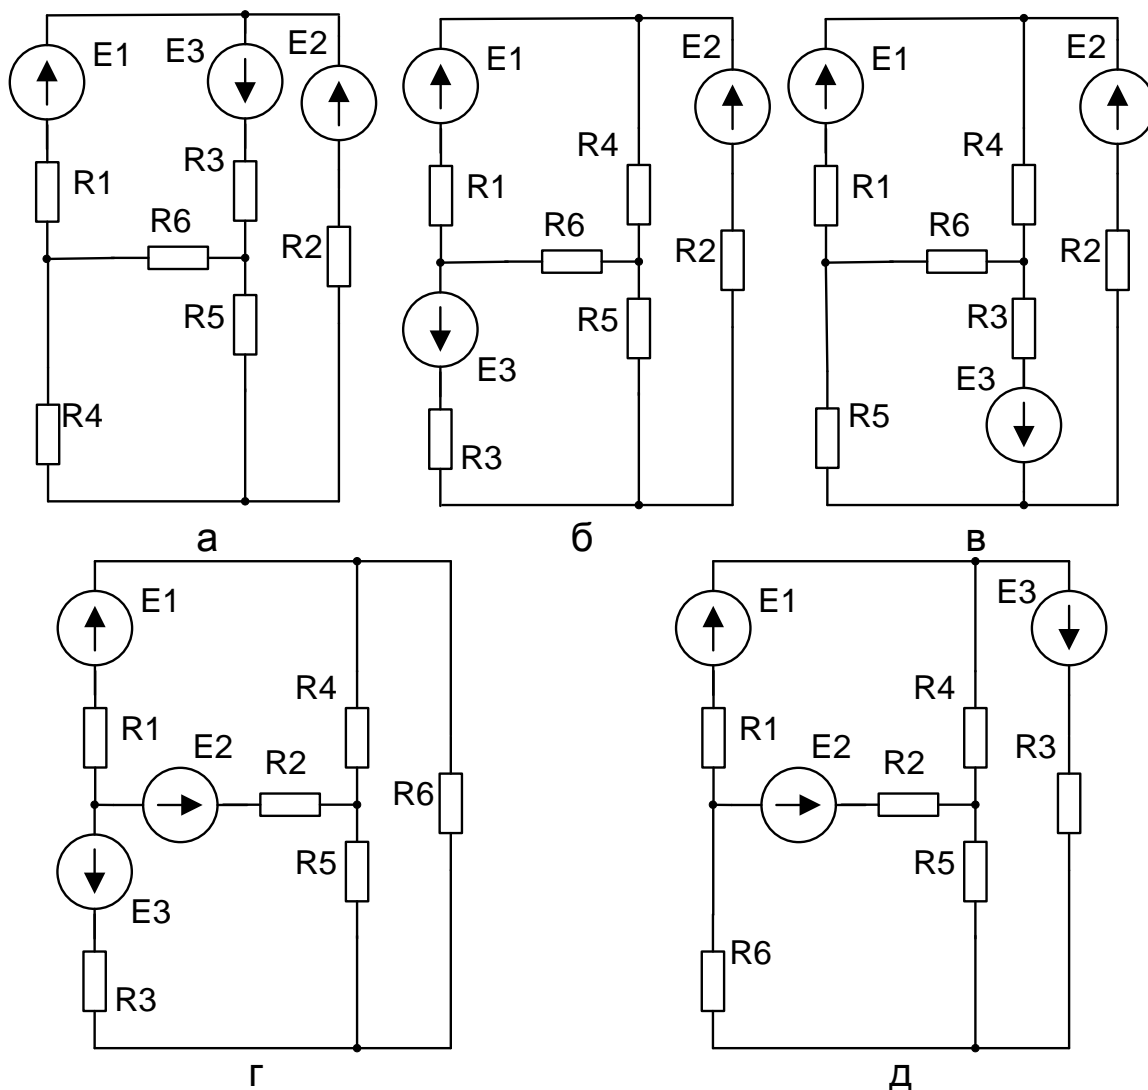 E1 E3 E2
R1 R3
R6 R2
R5
R4
а
E1 E2
R4
R1 R6 R2
R5
E3
R3
б
E1 E2
R4
R1 R6 R2
R3
E3
R5
в
E1
R4
R1 E2 R2
R6
R5
E3
R3
г
E1 E3
R4
R1 E2 R2 R3
R5
R6
д